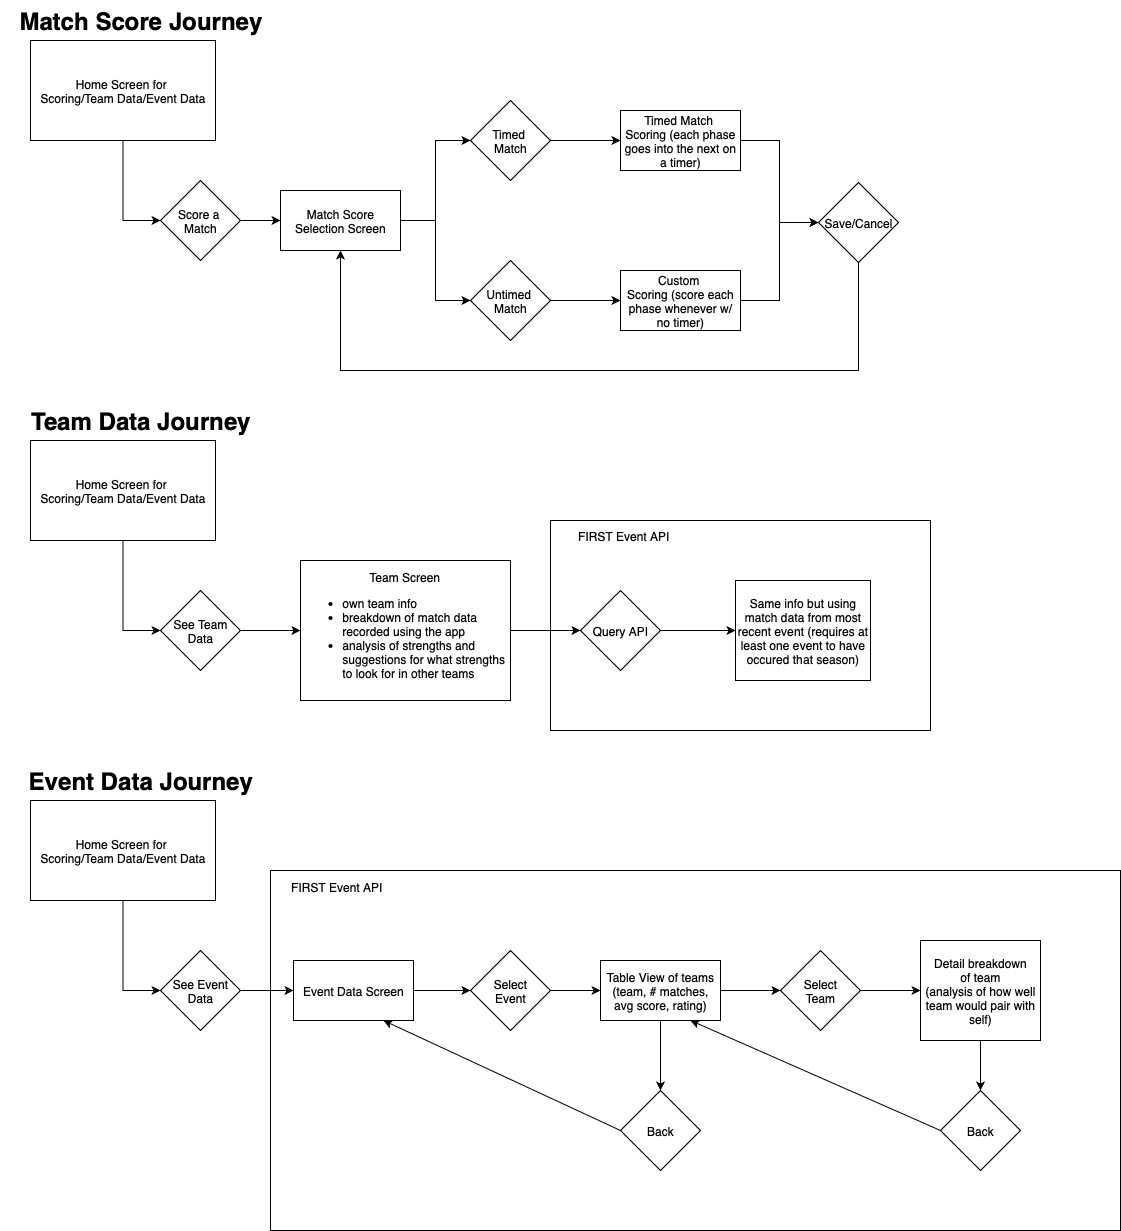 Match Score Journey
Home Screen for
Scoring/Team Data/Event Data
Score a
Match
Match Score
Selection Screen
Timed
Match
Timed Match
Scoring (each phase
goes into the next on
a timer)
Untimed
Match
Custom
Scoring (score each
phase whenever w/
no timer)
Save/Cancel
Team Data Journey
Home Screen for
Scoring/Team Data/Event Data
See Team
Data
Team Screen
• own team info
• breakdown of match data
recorded using the app
• analysis of strengths and
suggestions for what strengths
to look for in other teams
FIRST Event API
Query API
Same info but using
match data from most
recent event (requires at
least one event to have
occured that season)
Event Data Journey
Home Screen for
Scoring/Team Data/Event Data
See Event
Data
FIRST Event API
Event Data Screen
Select
Event
Table View of teams
(team, # matches,
avg score, rating)
Select
Team
Detail breakdown
of team
(analysis of how well
team would pair with
self)
Back
Back